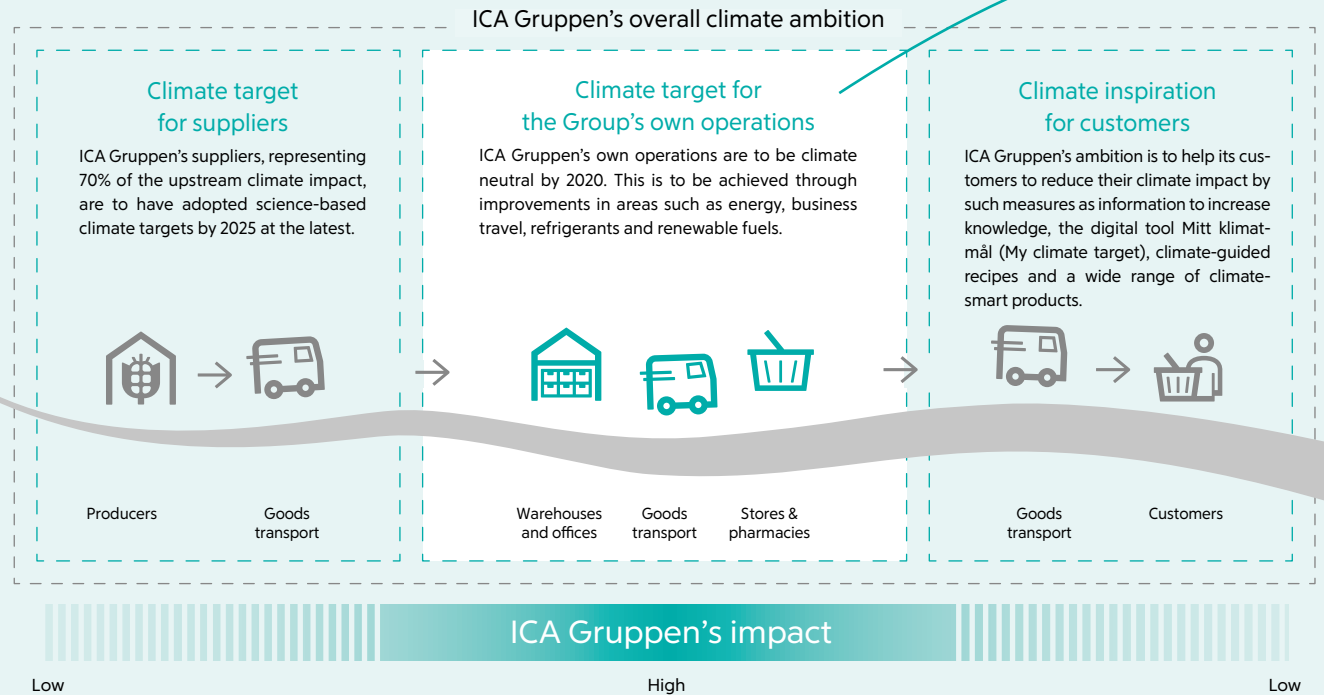 ICA Gruppen’s overall climate ambition
Climate target
for suppliers
ICA Gruppen’s suppliers, representing
70% of the upstream climate impact,
are to have adopted science-based
climate targets by 2025 at the latest.
Climate target for
the Group’s own operations
ICA Gruppen’s own operations are to be climate
neutral by 2020. This is to be achieved through
improvements in areas such as energy, business
travel, refrigerants and renewable fuels.
Climate inspiration
for customers
ICA Gruppen’s ambition is to help its cus-
tomers to reduce their climate impact by
such measures as information to increase
knowledge, the digital tool Mitt klimat-
mål (My climate target), climate-guided
recipes and a wide range of climate-
smart products.
Producers
Goods
transport
Warehouses
and offices
Goods
transport
Stores &
pharmacies
Goods
transport
Customers
ICA Gruppen’s impact
Low
High
Low